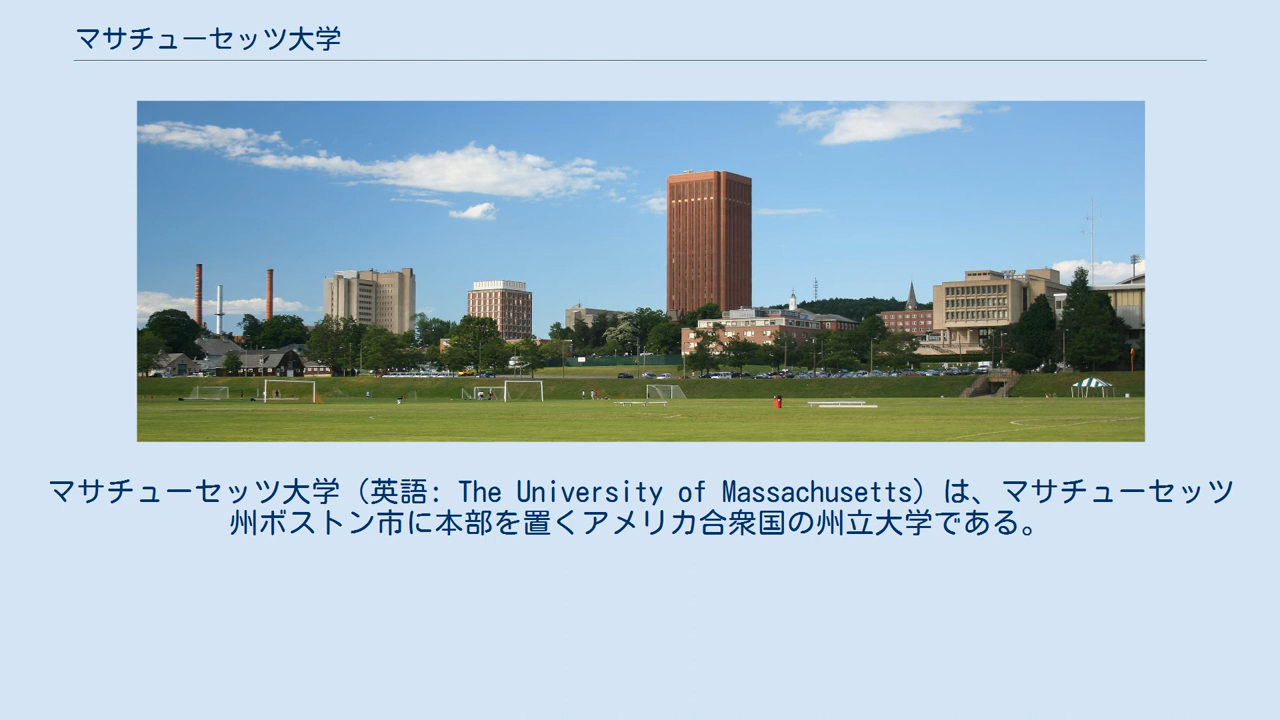 マサチューセッツ大学
マサチューセッツ大学（英語: The University of Massachusetts）は、マサチューセッツ
州ボストン市に本部を置くアメリカ合衆国の州立大学である。